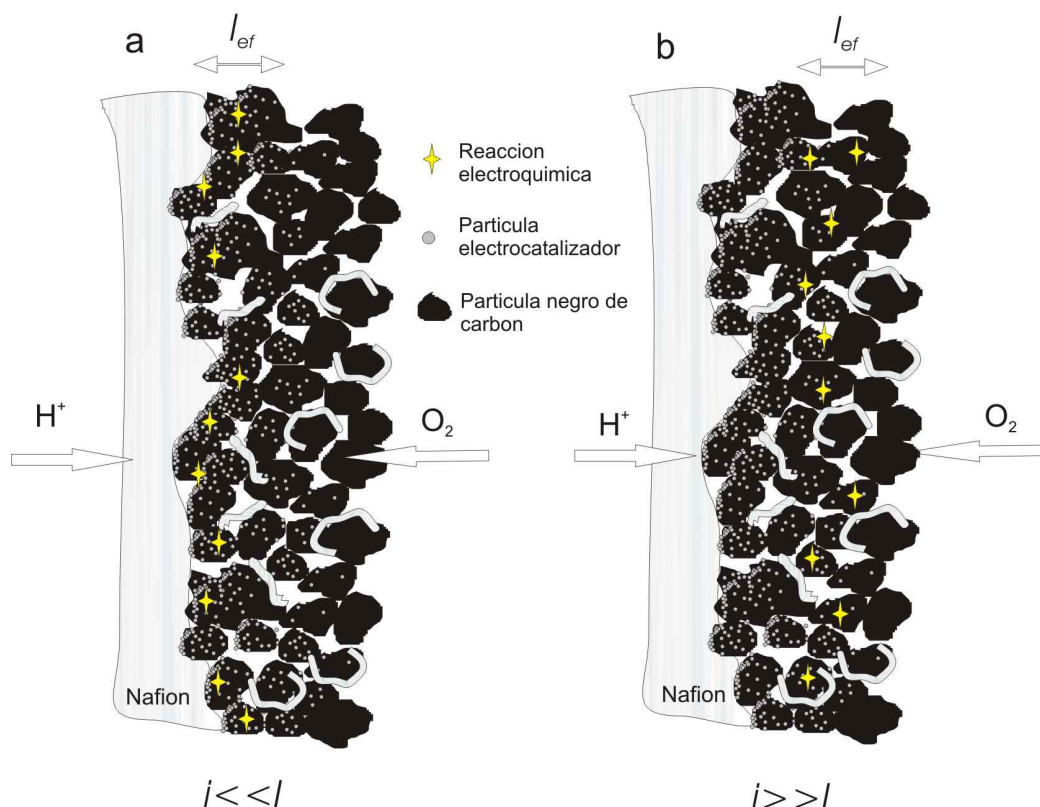 a
l ef
b
l ef
Reaccion
electroquimica
Particula
electrocatalizador
Particula negro de
carbon
H+
O2
H+
O2
Nafion
Nafion
i<<l
i>>l